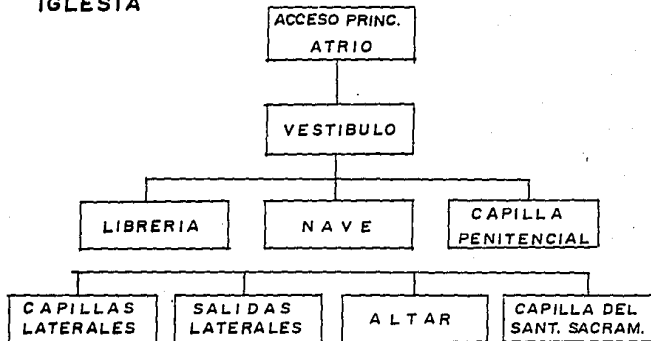 IGLESIA
ACCESO PRINC.
ATRIO
VESTIBULO
LIBRERIA
NAVE
CAPILLA
PENITENCIAL
CAPILLAS
LATERALES
SALIDAS
LATERALES
ALTAR
CAPILLA DEL
SANT. SACRAM.